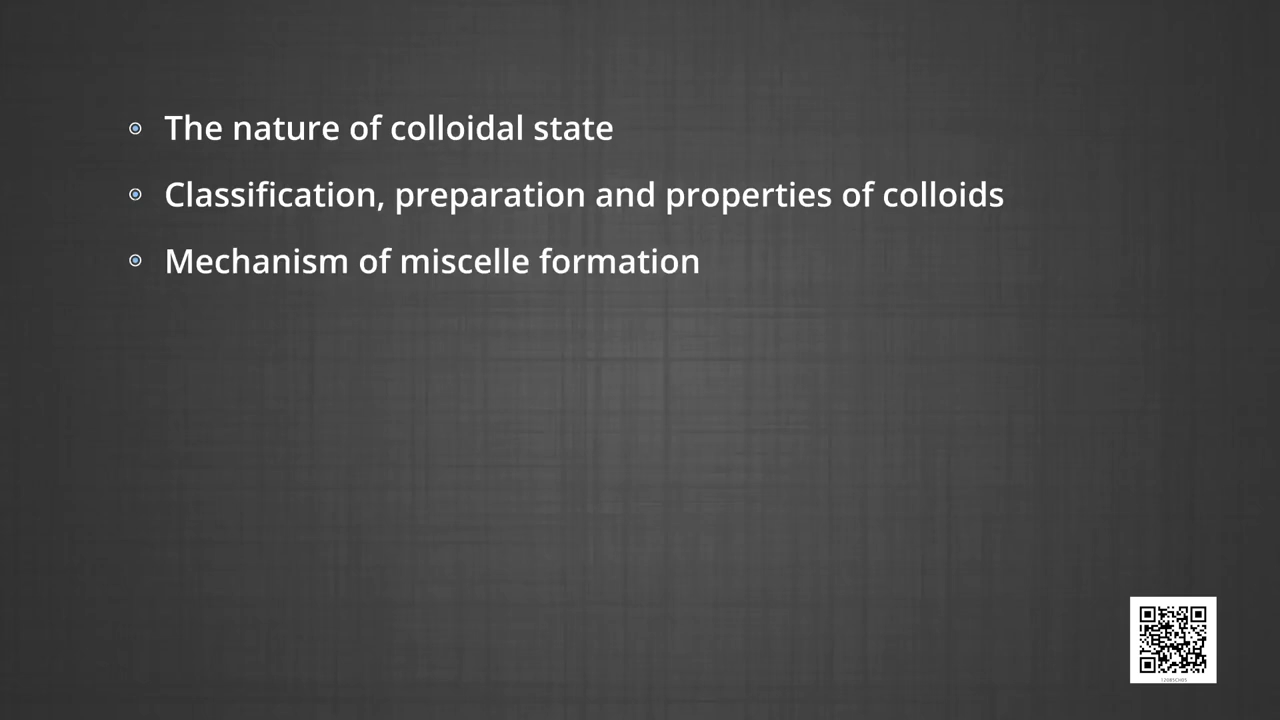 The nature of colloidal state
Classification, preparation and properties of colloids
Mechanism of miscelle formation